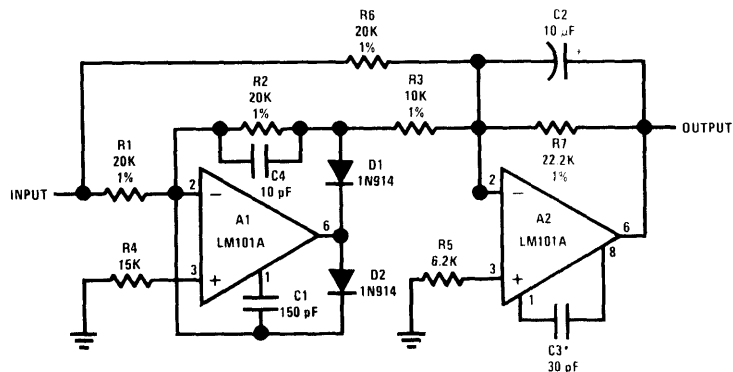 R6
20K
1%
C2
10 µF
+
R2
20K
1%
R3
10K
1%
OUTPUT
R1
20K
1%
C4
10 pF
D1
1N914
R7
22.2K
1%
INPUT
2
−
A1
LM101A
6
2
−
A2
LM101A
6
8
R4
15K
3
+
1
D2
1N914
R5
6.2K
3
+
1
C1
150 pF
C3*
30 pF